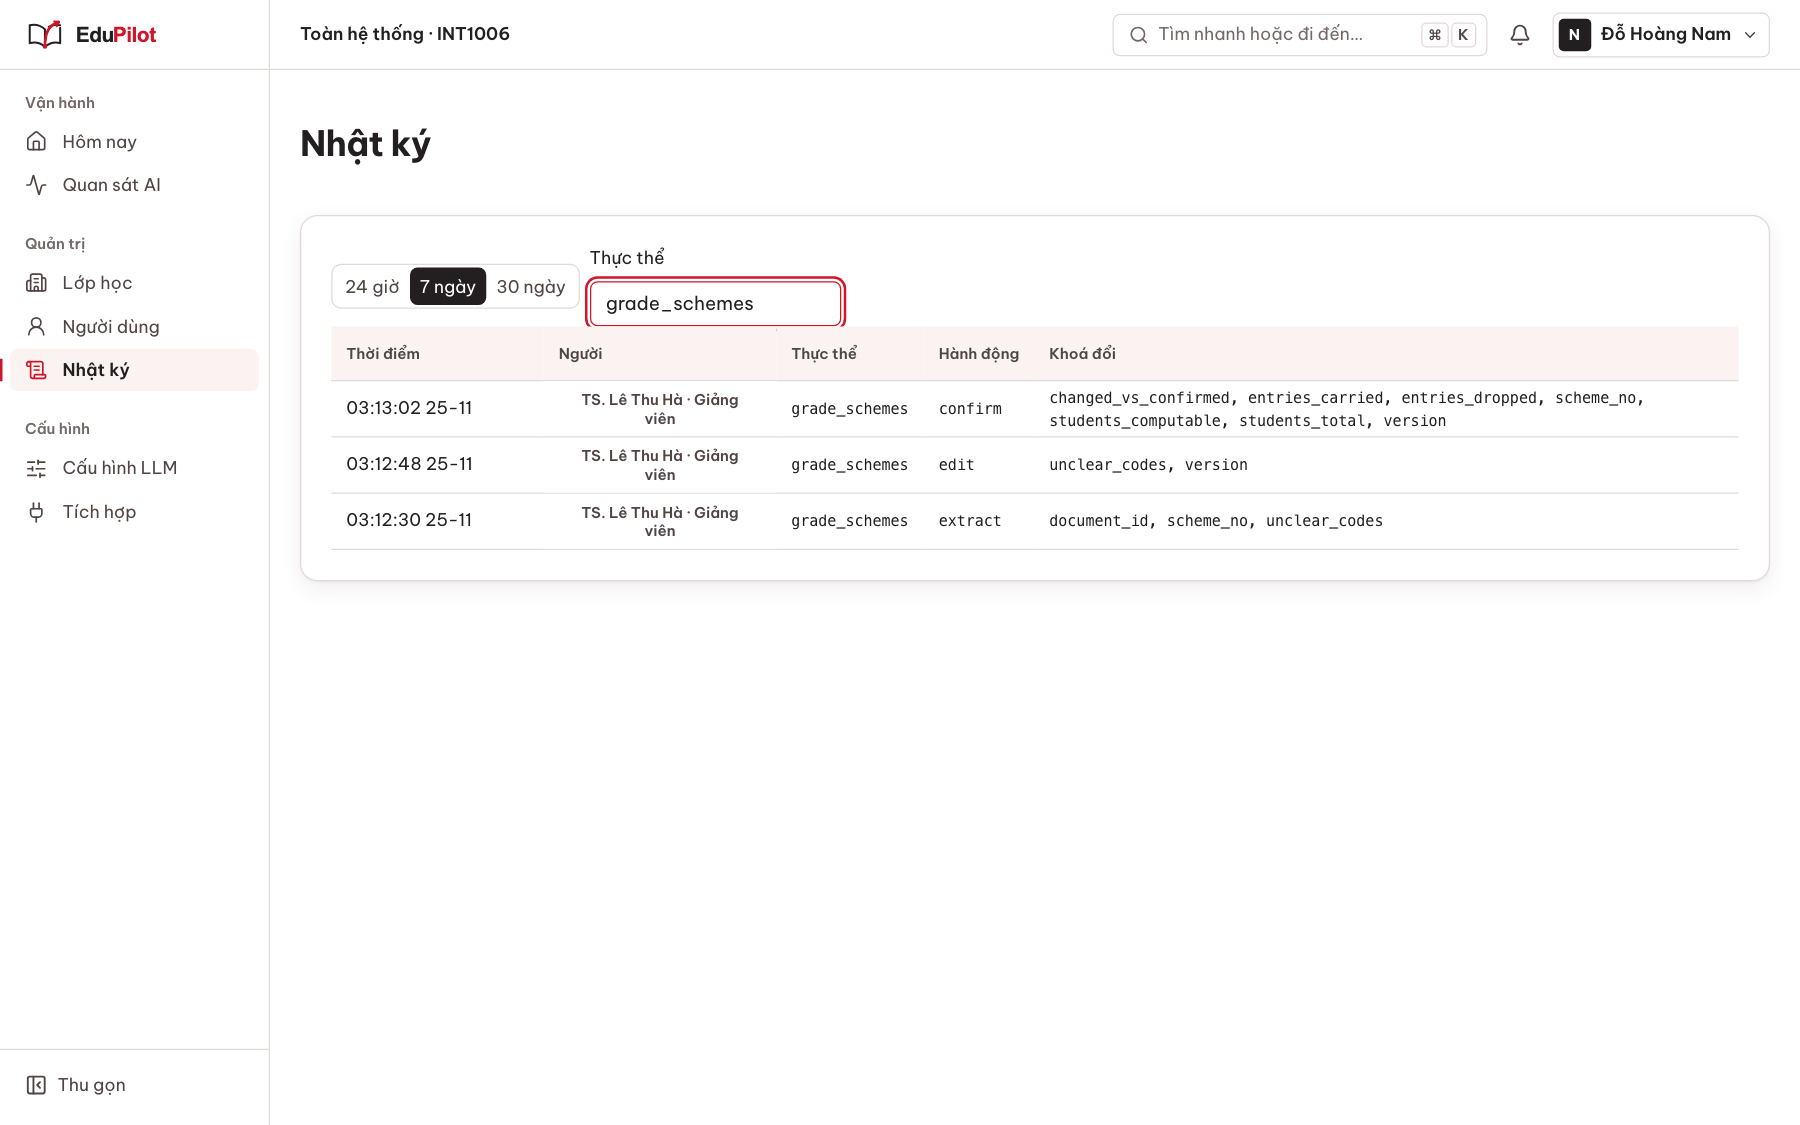 EduPilot
Toàn hệ thống · INT1006
Tìm nhanh hoặc đi đến...
⌘ K
N
Đỗ Hoàng Nam
Vận hành
Hôm nay
Quan sát AI
Quản trị
Lớp học
Người dùng
Nhật ký
Cấu hình
Cấu hình LLM
Tích hợp
Thu gọn
Nhật ký
24 giờ 7 ngày 30 ngày
Thực thể
grade_schemes
Thời điểm Người Thực thể Hành động Khoá đổi
03:13:02 25-11 TS. Lê Thu Hà · Giảng viên grade_schemes confirm changed_vs_confirmed, entries_carried, entries_dropped, scheme_no,
students_computable, students_total, version
03:12:48 25-11 TS. Lê Thu Hà · Giảng viên grade_schemes edit unclear_codes, version
03:12:30 25-11 TS. Lê Thu Hà · Giảng viên grade_schemes extract document_id, scheme_no, unclear_codes